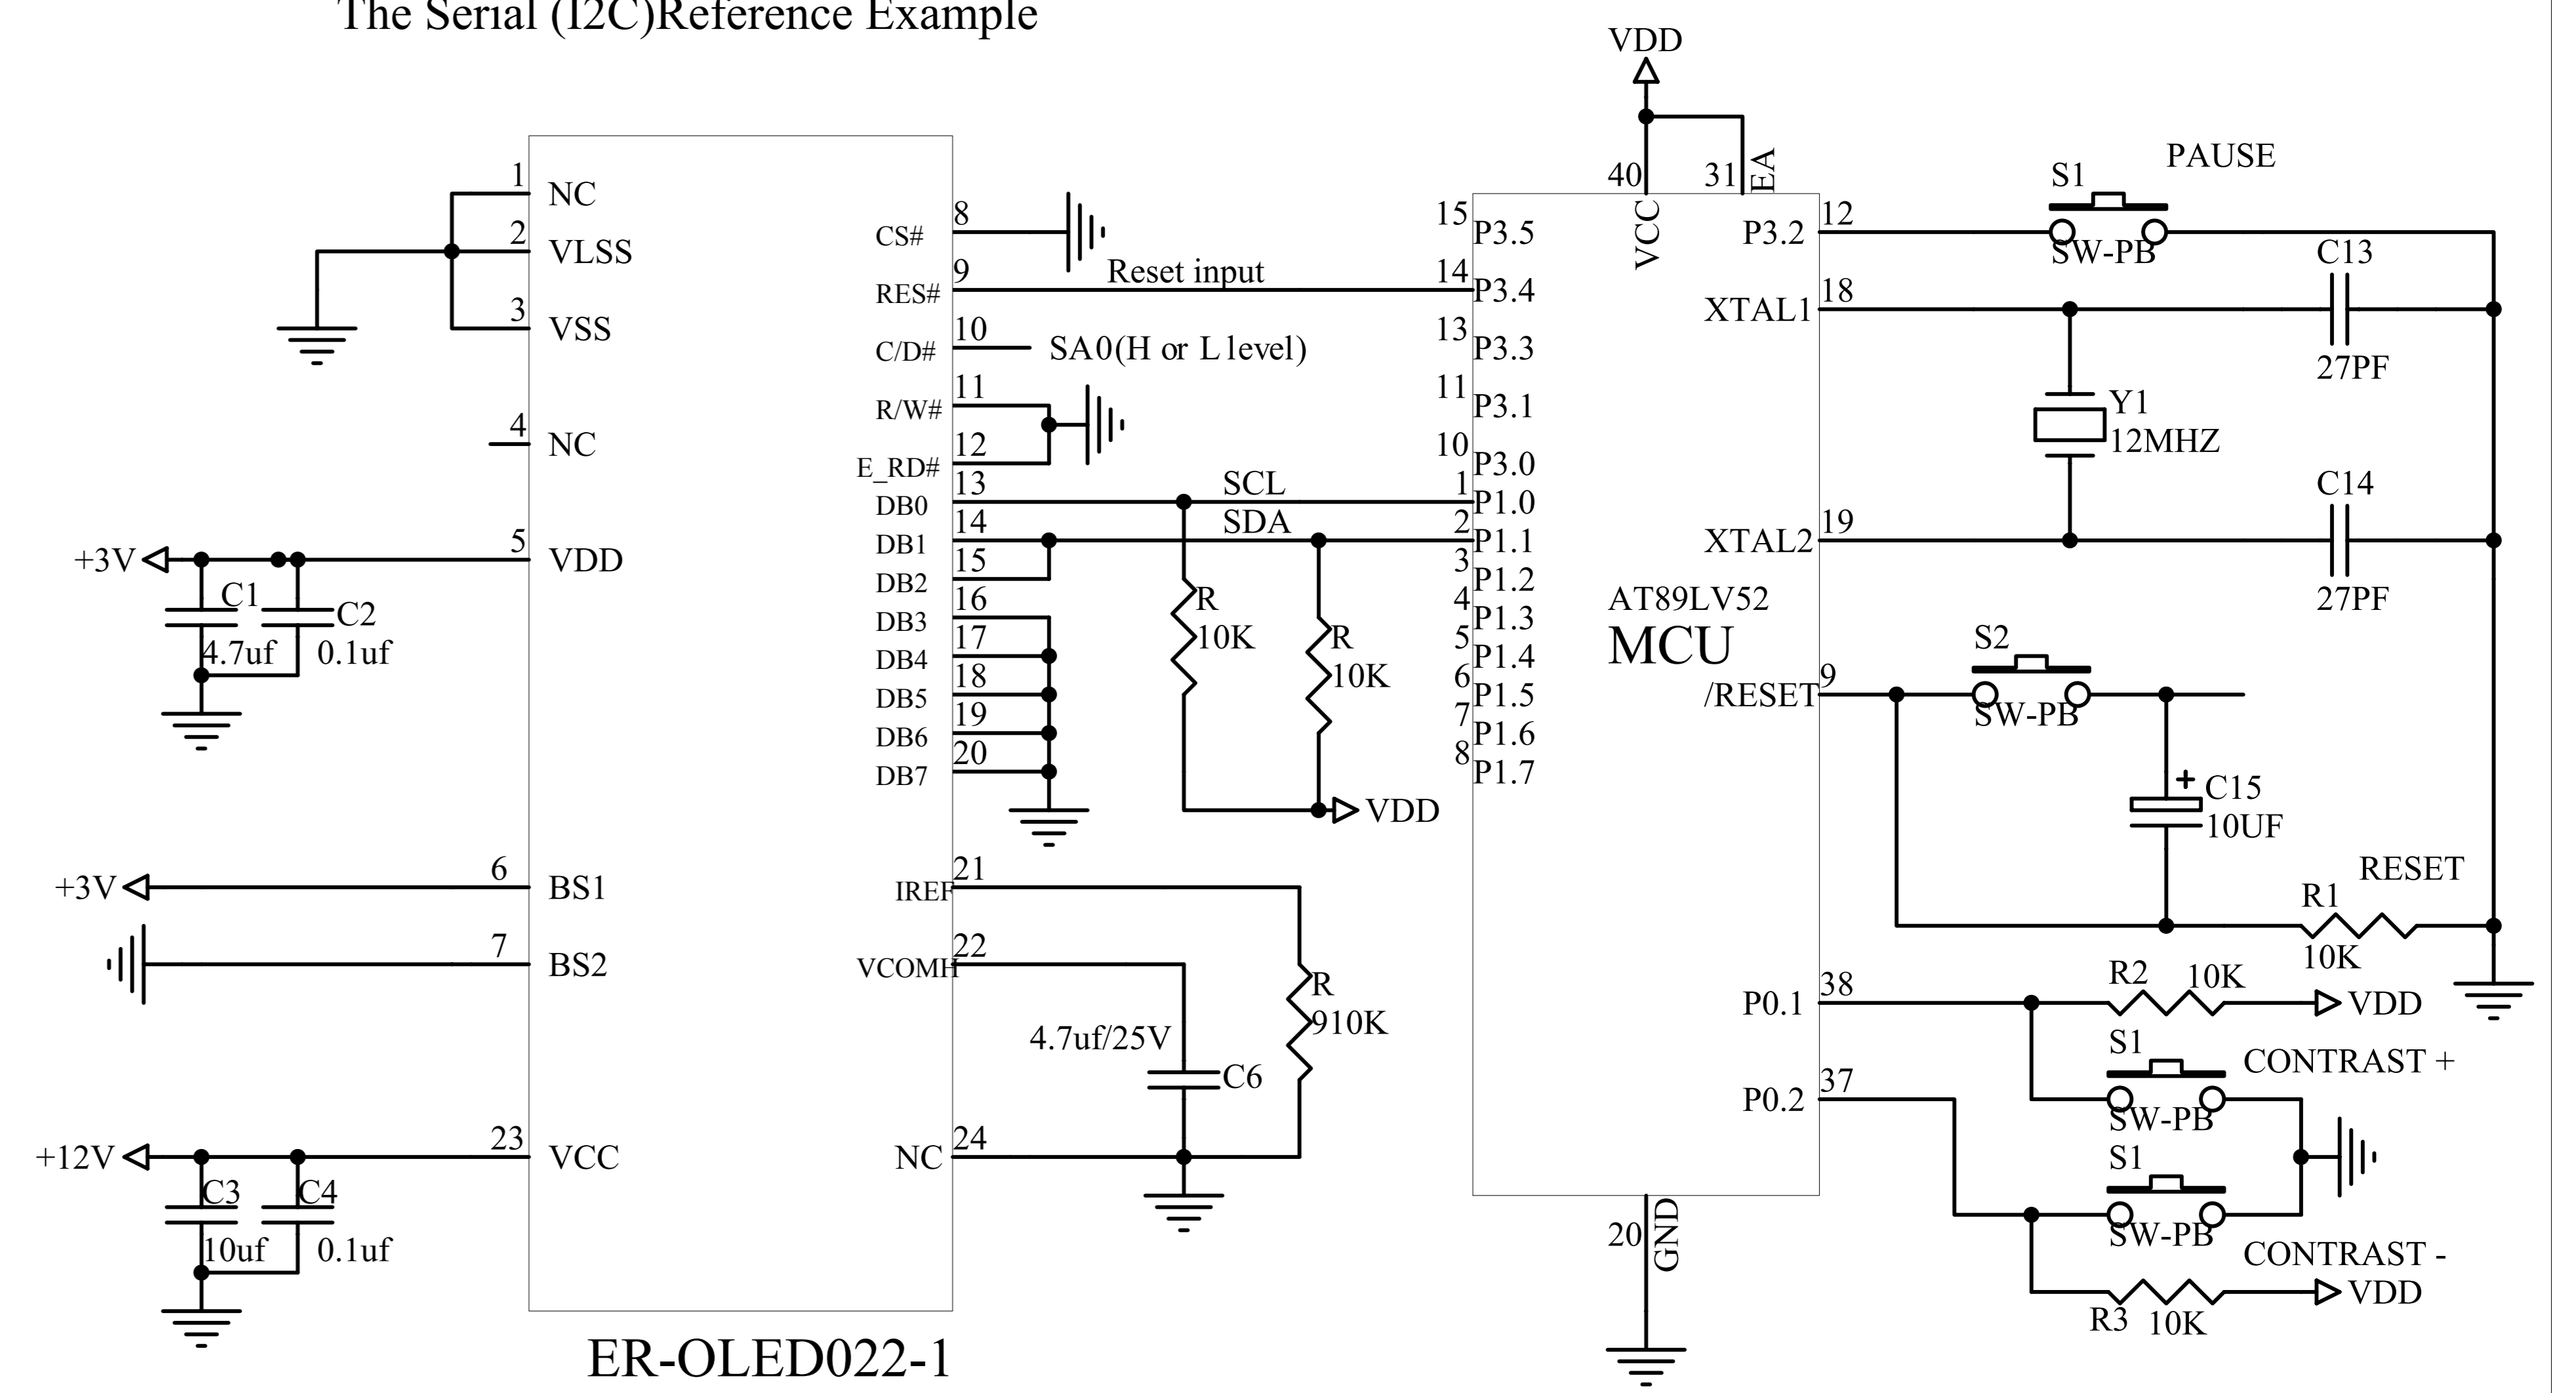 The Serial (I2C)Reference Example
1 NC
2 VLSS
3 VSS
4 NC
+3V 5 VDD
C1 4.7uf
C2 0.1uf
+3V 6 BS1
7 BS2
+12V 23 VCC
C3 10uf
C4 0.1uf
CS# 8
RES# 9 Reset input
C/D# 10 SA0(H or L level)
R/W# 11
E_RD# 12
DB0 13 SCL
DB1 14 SDA
DB2 15
DB3 16
DB4 17
DB5 18
DB6 19
DB7 20
R 10K
R 10K
VDD
IREF 21
VCOMH 22
R 910K
4.7uf/25V
C6
NC 24
ER-OLED022-1
VDD
40 VCC
31 EA
15 P3.5
14 P3.4
13 P3.3
11 P3.1
10 P3.0
1 P1.0
2 P1.1
3 P1.2
4 P1.3
5 P1.4
6 P1.5
7 P1.6
8 P1.7
AT89LV52
MCU
20 GND
P3.2 12
XTAL1 18
XTAL2 19
/RESET 9
P0.1 38
P0.2 37
PAUSE
S1
SW-PB
C13
27PF
Y1
12MHZ
C14
27PF
S2
SW-PB
+
C15
10UF
RESET
R1
10K
R2 10K VDD
S1 CONTRAST +
SW-PB
S1
SW-PB
CONTRAST -
VDD
R3 10K